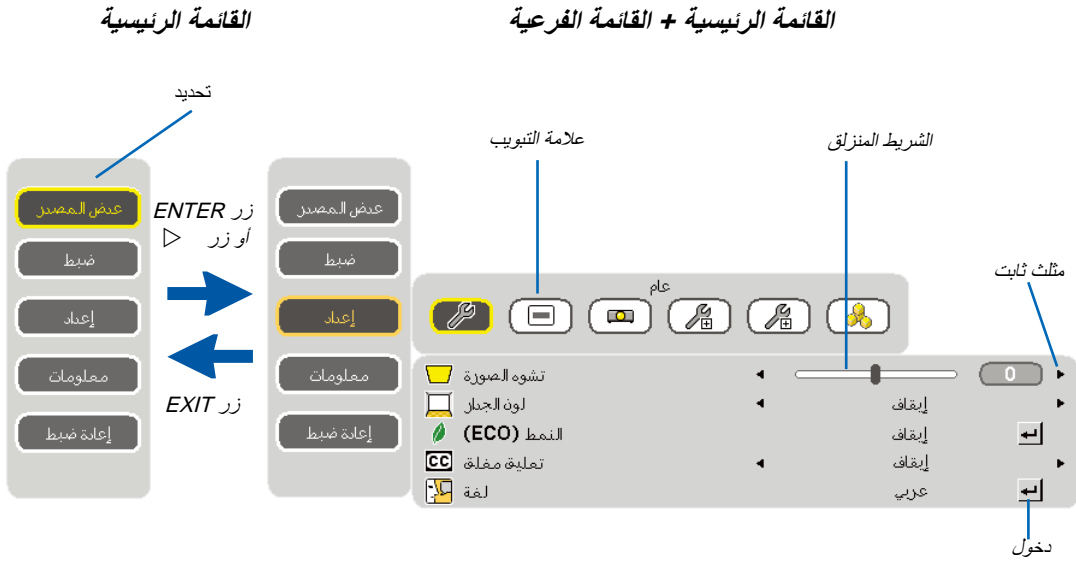 القائمة الرئيسية
القائمة الرئيسية + القائمة الفرعية
تحديد
عرض المصدر
ضبط
إعداد
معلومات
إعادة ضبط
زر ENTER
أو زر ▷
زر EXIT
علامة التبويب
الشريط المنزلق
مثلث ثابت
عرض المصدر
ضبط
إعداد
معلومات
إعادة ضبط
عام
تشوه الصورة
0
لون الجدار
إيقاف
النمط (ECO)
إيقاف
CC
تعليق مغلق
إيقاف
لغة
عربي
دخول